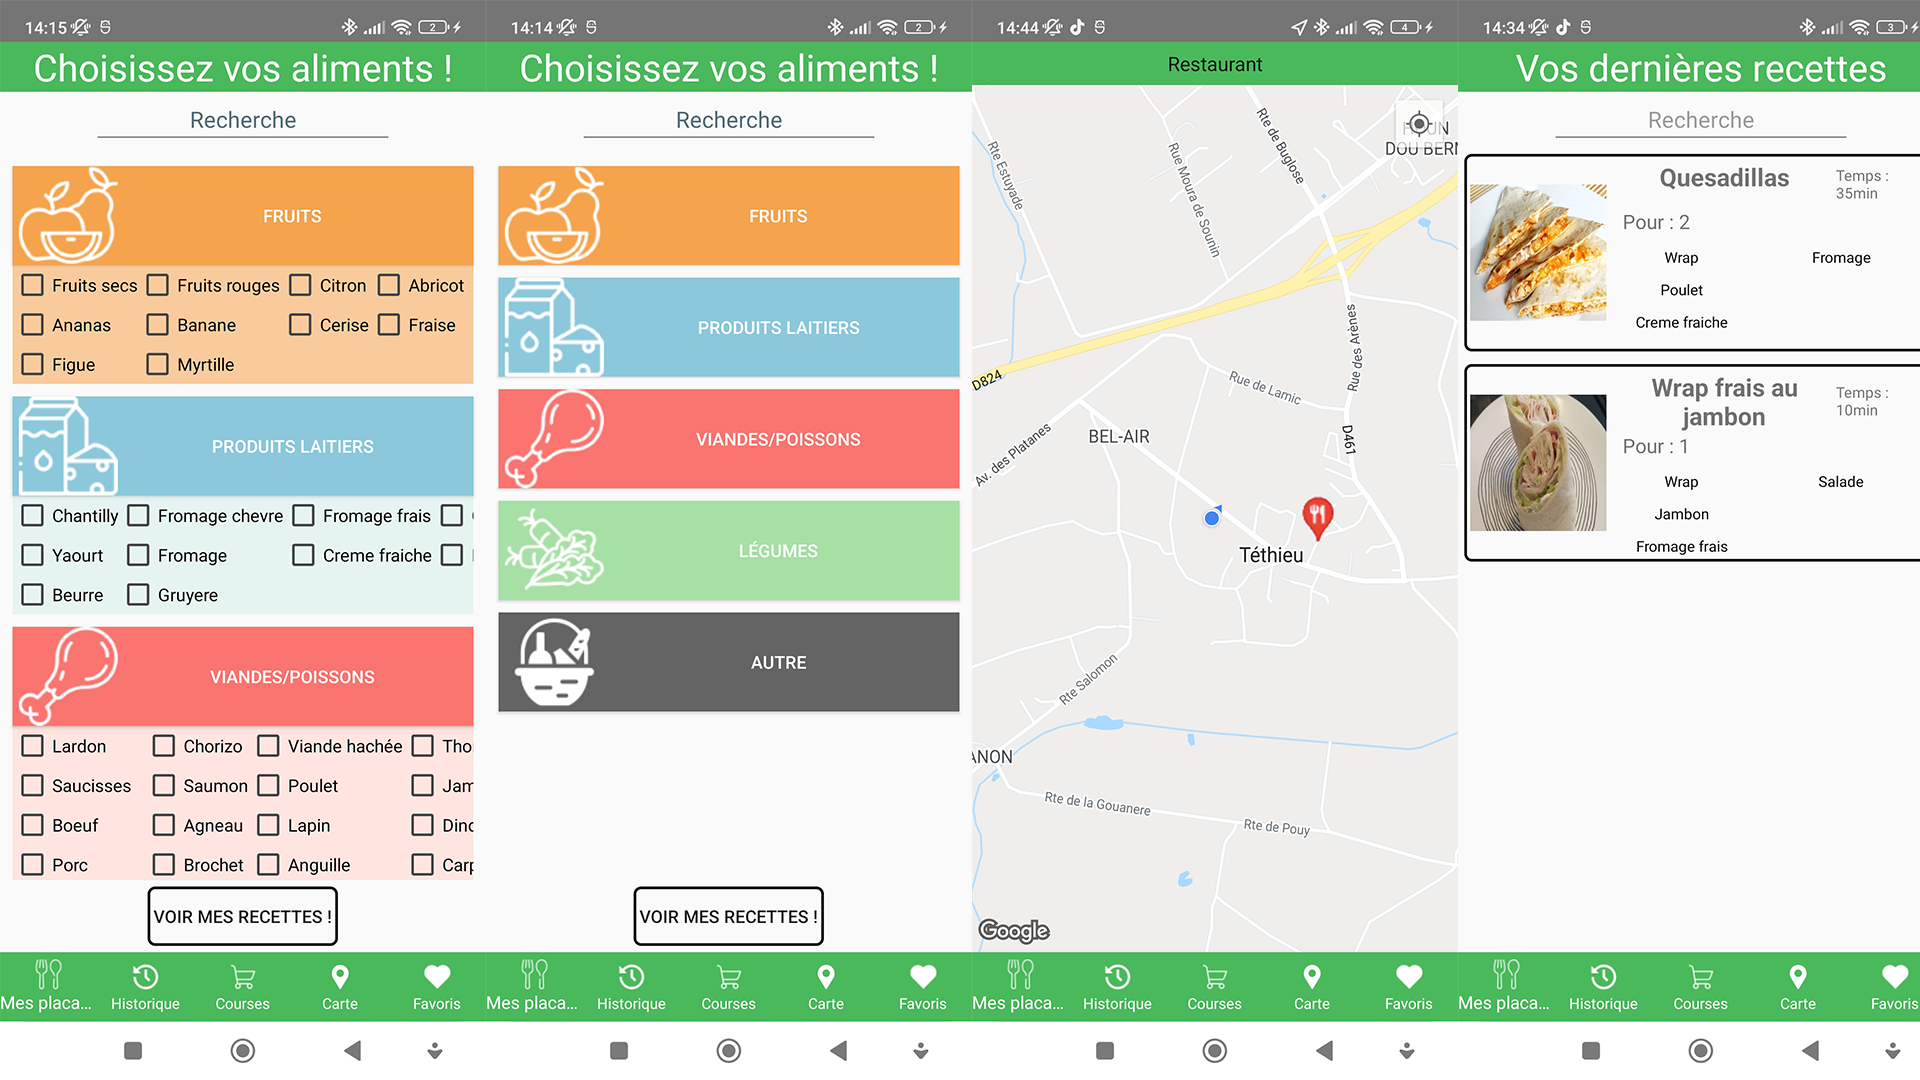 14:15
2
Choisissez vos aliments !
Recherche
FRUITS
Fruits secs
Fruits rouges
Citron
Abricot
Ananas
Banane
Cerise
Fraise
Figue
Myrtille
PRODUITS LAITIERS
Chantilly
Fromage chevre
Fromage frais
Yaourt
Fromage
Creme fraiche
Beurre
Gruyere
VIANDES/POISSONS
Lardon
Chorizo
Viande hachée
Tho
Saucisses
Saumon
Poulet
Jam
Boeuf
Agneau
Lapin
Porc
Brochet
Anguille
VOIR MES RECETTES !
Mes placa...
Historique
Courses
Carte
Favoris
14:14
2
Choisissez vos aliments !
Recherche
FRUITS
PRODUITS LAITIERS
VIANDES/POISSONS
LÉGUMES
AUTRE
VOIR MES RECETTES !
Mes placa...
Historique
Courses
Carte
Favoris
14:44
4
Restaurant
Rte de Buglose
DOU BERN
Rte Estuyade
Rue Moura de Sounin
Rue des Arènes
D824
Rue de Lamic
D461
BEL-AIR
Av. des Platanes
Téthieu
Rte Salomon
ANON
Rte de la Gouanere
Rte de Pouy
Google
Mes placa...
Historique
Courses
Carte
Favoris
14:34
3
Vos dernières recettes
Recherche
Quesadillas
Temps :
35min
Pour : 2
Wrap
Fromage
Poulet
Creme fraiche
Wrap frais au
jambon
Temps :
10min
Pour : 1
Wrap
Salade
Jambon
Fromage frais
Mes placa...
Historique
Courses
Carte
Favoris